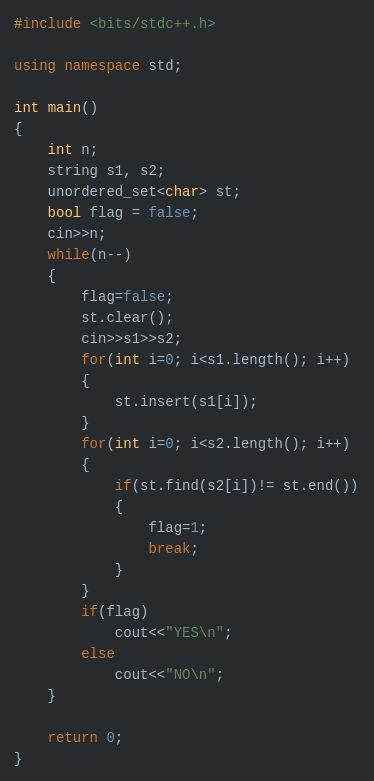 #include <bits/stdc++.h>

using namespace std;

int main()
{
    int n;
    string s1, s2;
    unordered_set<char> st;
    bool flag = false;
    cin>>n;
    while(n--)
    {
        flag=false;
        st.clear();
        cin>>s1>>s2;
        for(int i=0; i<s1.length(); i++)
        {
            st.insert(s1[i]);
        }
        for(int i=0; i<s2.length(); i++)
        {
            if(st.find(s2[i])!= st.end())
            {
                flag=1;
                break;
            }
        }
        if(flag)
            cout<<"YES\n";
        else
            cout<<"NO\n";
    }

    return 0;
}